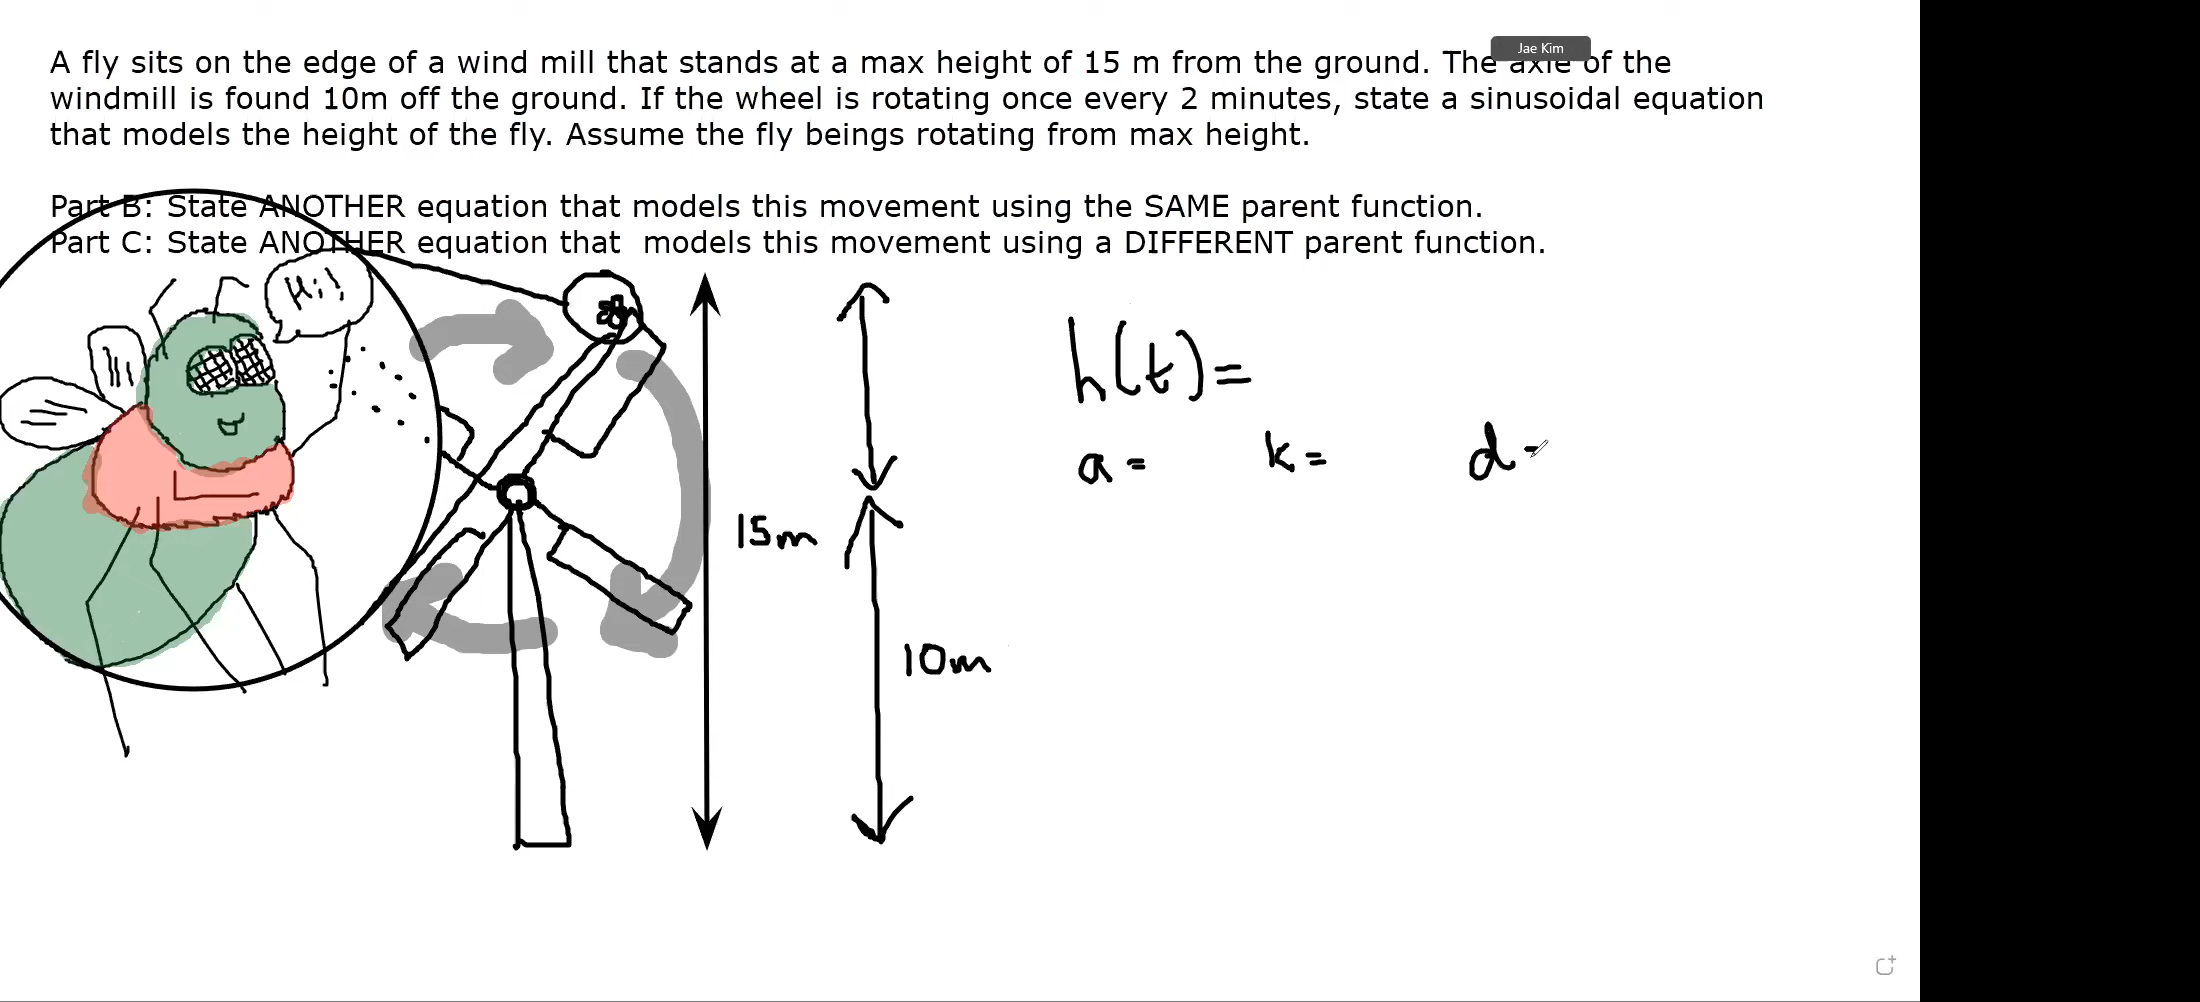 Jae Kim
A fly sits on the edge of a wind mill that stands at a max height of 15 m from the ground. The axle of the
windmill is found 10m off the ground. If the wheel is rotating once every 2 minutes, state a sinusoidal equation
that models the height of the fly. Assume the fly beings rotating from max height.
Part B: State ANOTHER equation that models this movement using the SAME parent function.
Part C: State ANOTHER equation that models this movement using a DIFFERENT parent function.
Hi!
h(t)=
a = k = d -
15m
10m